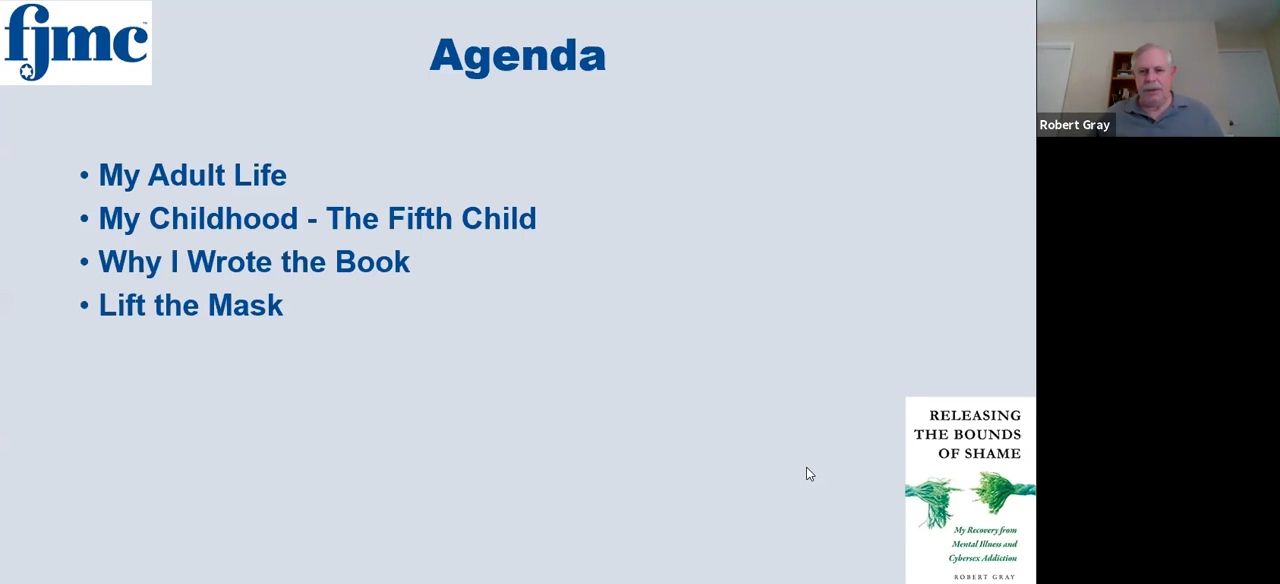 fjmc™
Agenda
• My Adult Life
• My Childhood - The Fifth Child
• Why I Wrote the Book
• Lift the Mask
Robert Gray
RELEASING
THE BOUNDS
OF SHAME
My Recovery from
Mental Illness and
Cybersex Addiction
ROBERT GRAY